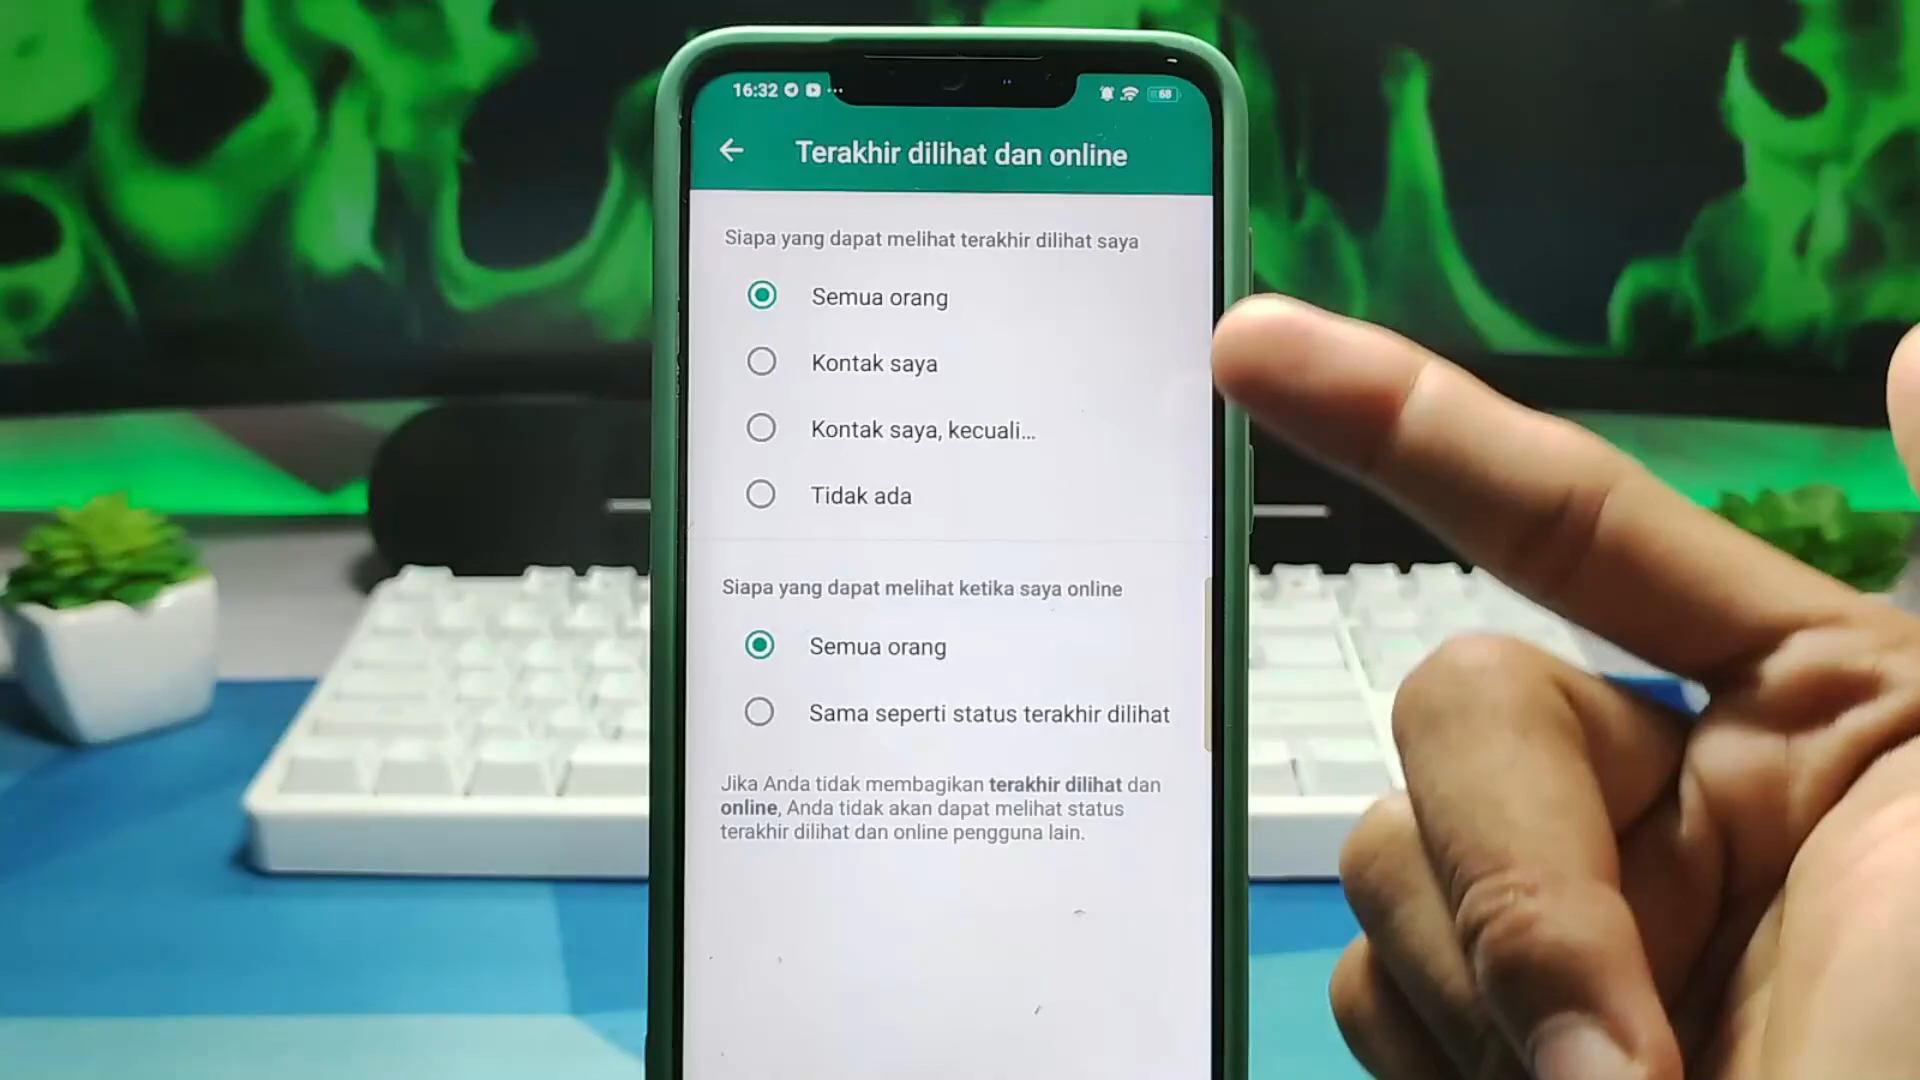 16:32
68
Terakhir dilihat dan online
Siapa yang dapat melihat terakhir dilihat saya
Semua orang
Kontak saya
Kontak saya, kecuali...
Tidak ada
Siapa yang dapat melihat ketika saya online
Semua orang
Sama seperti status terakhir dilihat
Jika Anda tidak membagikan terakhir dilihat dan
online, Anda tidak akan dapat melihat status
terakhir dilihat dan online pengguna lain.